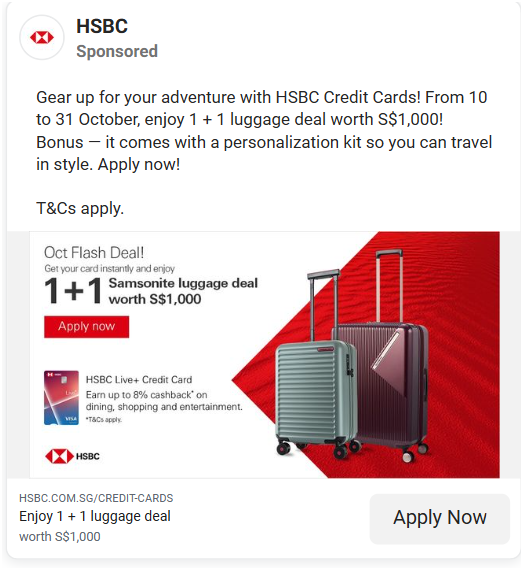 HSBC
Sponsored
Gear up for your adventure with HSBC Credit Cards! From 10
to 31 October, enjoy 1 + 1 luggage deal worth S$1,000!
Bonus — it comes with a personalization kit so you can travel
in style. Apply now!
T&Cs apply.
Oct Flash Deal!
Get your card instantly and enjoy
1+1 Samsonite luggage deal
worth S$1,000
Apply now
HSBC Live+ Credit Card
Earn up to 8% cashback* on
dining, shopping and entertainment.
*T&Cs apply.
VISA
HSBC
HSBC.COM.SG/CREDIT-CARDS
Enjoy 1 + 1 luggage deal
worth S$1,000
Apply Now